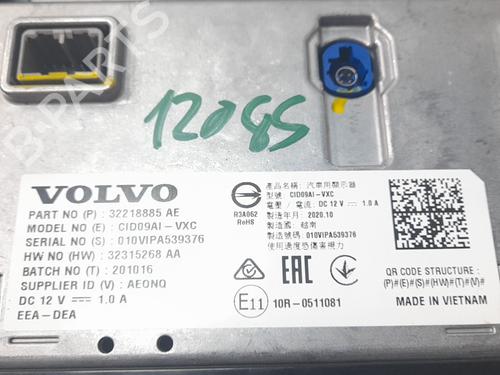 B-PARTS
12085
VOLVO
PART NO (P) : 32218885 AE
MODEL NO (E) : CID09AI-VXC
SERIAL NO (S) : 010VIPA539376
HW NO (HW) : 32315268 AA
BATCH NO (T) : 201016
SUPPLIER ID (V) : AEONQ
DC 12 V ⎓ 1.0 A
EEA-DEA
R3A062
RoHS
產品名稱: 汽車用顯示器
型號 CID09AI-VXC
電壓 / 電流: DC 12 V ⎓ 1.0 A
製造年月 2020.10
製造國: 越南
製造號碼: 010VIPA539376
使用過度恐傷害視力
EAC
E11
10R-0511081
QR CODE STRUCTURE :
(P)#(E)#(S)#(HW)#(T)#(V)#
MADE IN VIETNAM